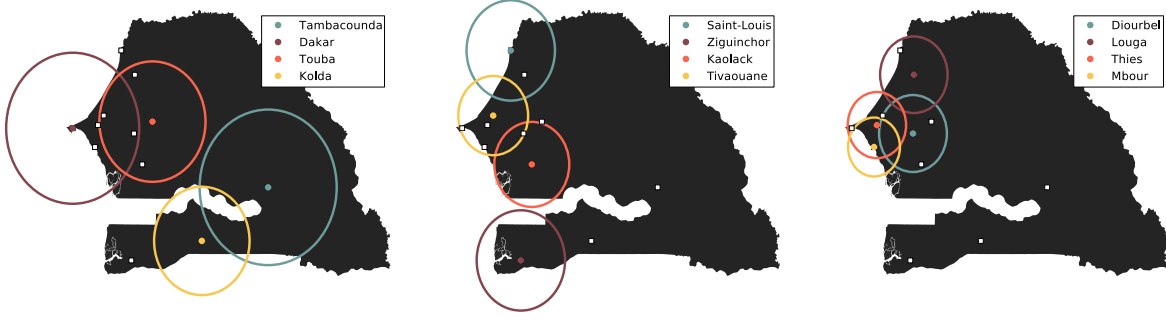 Tambacounda
Dakar
Touba
Kolda
Saint-Louis
Ziguinchor
Kaolack
Tivaouane
Diourbel
Louga
Thies
Mbour